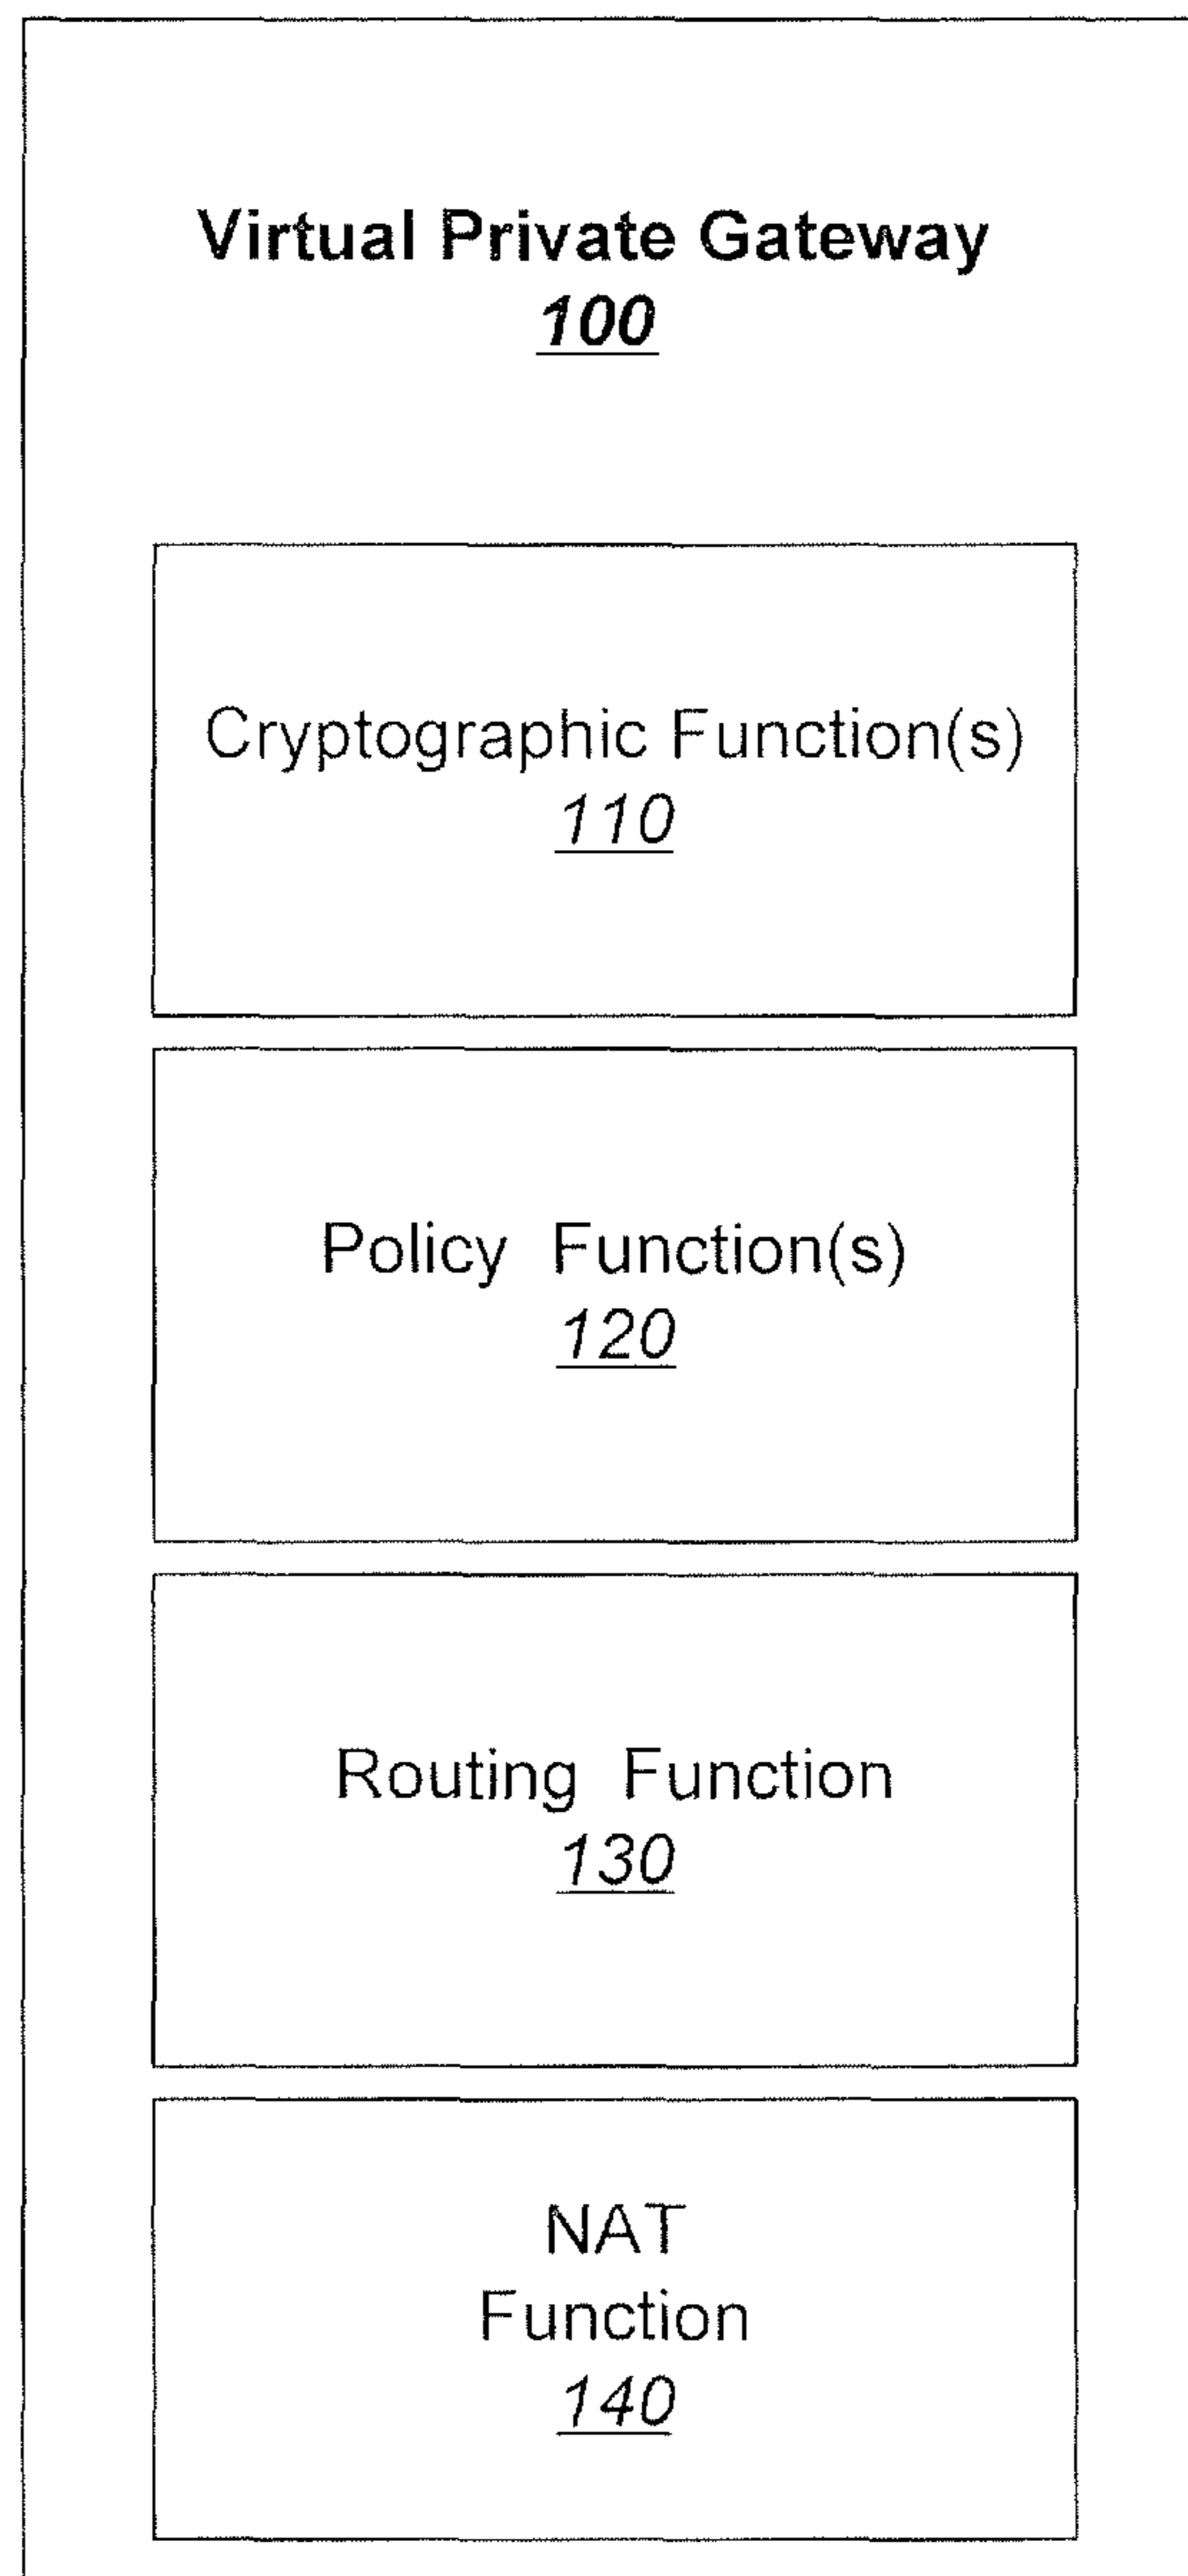 Virtual Private Gateway
100
Cryptographic Function(s)
110
Policy Function(s)
120
Routing Function
130
NAT
Function
140